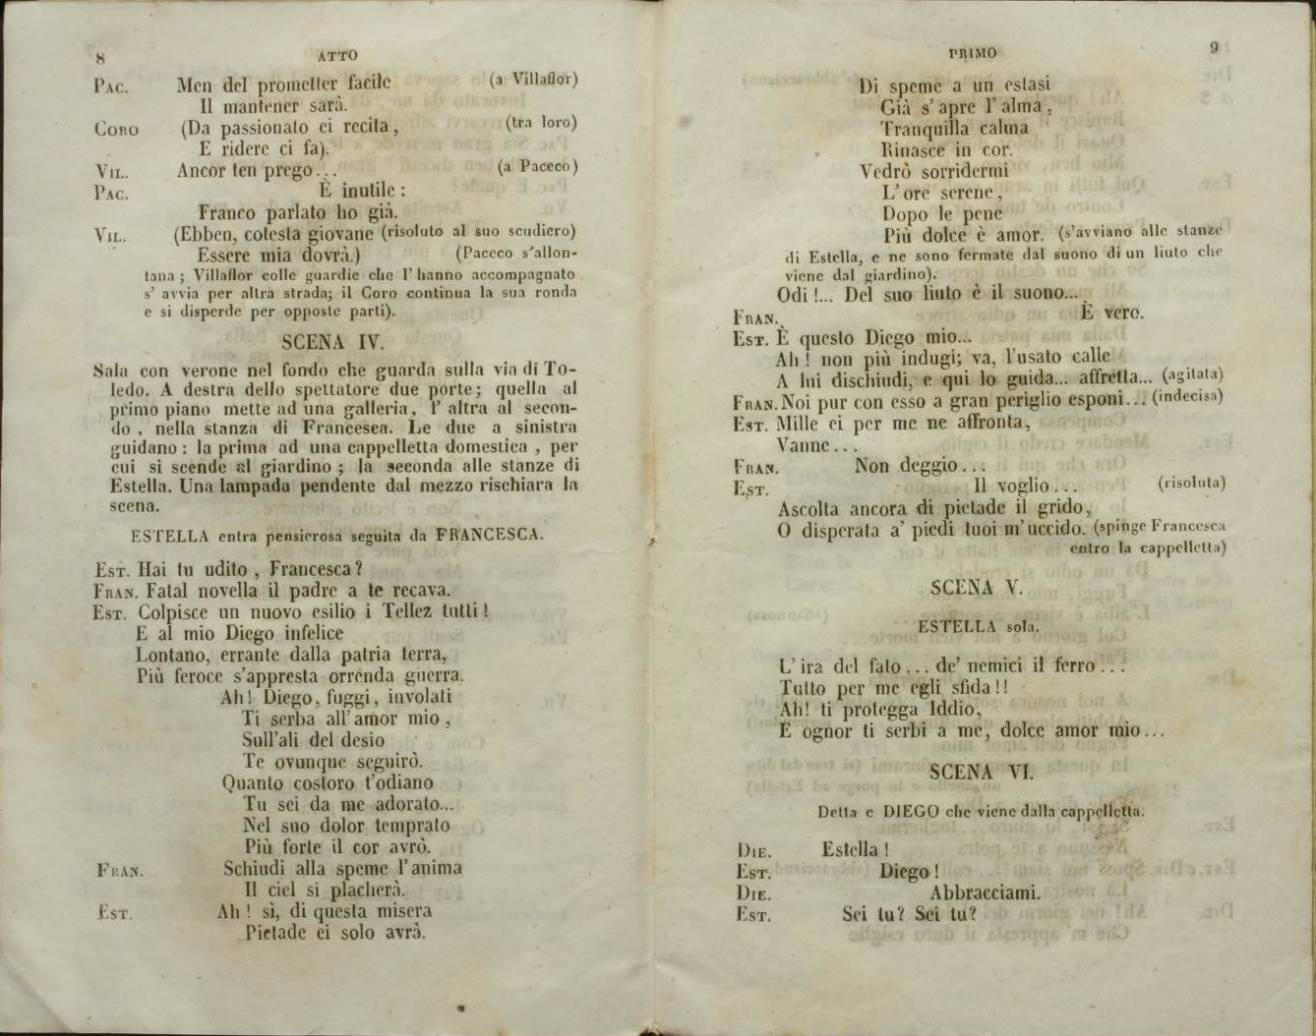 8 ATTO
PAC. Men del prometter facile (a Villaflor)
Il mantener sarà.
CORO (Da passionato ei recita, (tra loro)
E ridere ci fa).
VIL. Ancor ten prego... (a Paceco)
PAC. È inutile:
Franco parlato ho già.
VIL. (Ebben, cotesta giovane (risoluto al suo scudiero)
Essere mia dovrà.) (Paceco s'allon-
tana; Villaflor colle guardie che l'hanno accompagnato
s'avvia per altra strada; il Coro continua la sua ronda
e si disperde per opposte parti).
SCENA IV.
Sala con verone nel fondo che guarda sulla via di To-
ledo. A destra dello spettatore due porte; quella al
primo piano mette ad una galleria, l'altra al secon-
do, nella stanza di Francesca. Le due a sinistra
guidano: la prima ad una cappelletta domestica, per
cui si scende al giardino; la seconda alle stanze di
Estella. Una lampada pendente dal mezzo rischiara la
scena.
ESTELLA entra pensierosa seguita da FRANCESCA.
EST. Hai tu udito, Francesca?
FRAN. Fatal novella il padre a te recava.
EST. Colpisce un nuovo esilio i Tellez tutti!
E al mio Diego infelice
Lontano, errante dalla patria terra,
Più feroce s'appresta orrenda guerra.
Ah! Diego, fuggi, involati
Ti serba all'amor mio,
Sull'ali del desio
Te ovunque seguirò.
Quanto costoro t'odiano
Tu sei da me adorato...
Nel suo dolor temprato
Più forte il cor avrò.
FRAN. Schiudi alla speme l'anima
Il ciel si placherà.
EST. Ah! sì, di questa misera
Pietade ei solo avrà.
PRIMO 9
Di speme a un estasi
Già s'apre l'alma,
Tranquilla calma
Rinasce in cor.
Vedrò sorridermi
L'ore serene,
Dopo le pene
Più dolce è amor. (s'avviano alle stanze
di Estella, e ne sono fermate dal suono di un liuto che
viene dal giardino).
Odi!... Del suo liuto è il suono...
FRAN. È vero.
EST. È questo Diego mio...
Ah! non più indugi; va, l'usato calle
A lui dischiudi, e qui lo guida... affretta... (agitata)
FRAN. Noi pur con esso a gran periglio esponi... (indecisa)
EST. Mille ei per me ne affronta,
Vanne...
FRAN. Non deggio...
EST. Il voglio... (risoluta)
Ascolta ancora di pietade il grido,
O disperata a' piedi tuoi m'uccido. (spinge Francesca
entro la cappelletta)
SCENA V.
ESTELLA sola.
L'ira del fato... de' nemici il ferro...
Tutto per me egli sfida!!
Ah! ti protegga Iddio,
E ognor ti serbi a me, dolce amor mio...
SCENA VI.
Detta e DIEGO che viene dalla cappelletta.
DIE. Estella!
EST. Diego!
DIE. Abbracciami.
EST. Sei tu? Sei tu?